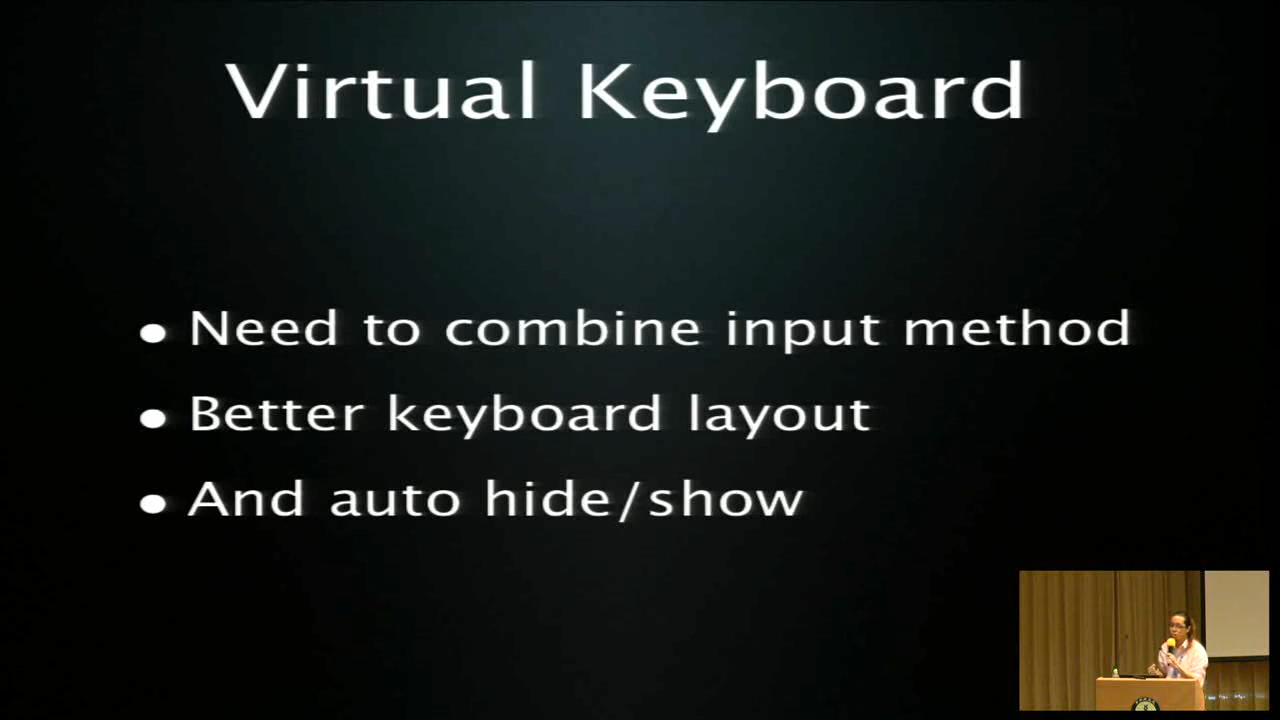 Virtual Keyboard
Need to combine input method
Better keyboard layout
And auto hide/show